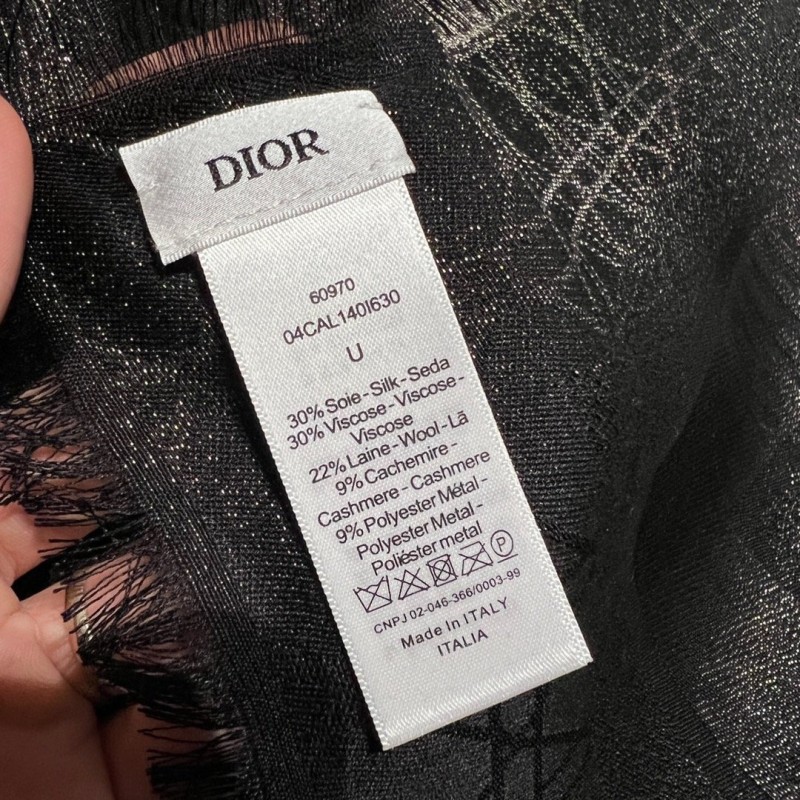 DIOR
60970
04CAL140I630
U
30% Soie-Silk-Seda
30% Viscose-Viscose-
Viscose
22% Laine-Wool-Lã
9% Cachemire-
Cashmere-Cashmere
9% Polyester Métal-
Polyester Metal-
Poliéster metal
P
CNPJ 02-046-366/0003-99
Made In ITALY
ITALIA